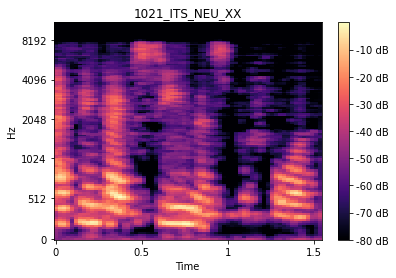 1021_ITS_NEU_XX
8192
4096
2048
1024
512
0
Hz
0
0.5
1
1.5
Time
-10 dB
-20 dB
-30 dB
-40 dB
-50 dB
-60 dB
-70 dB
-80 dB